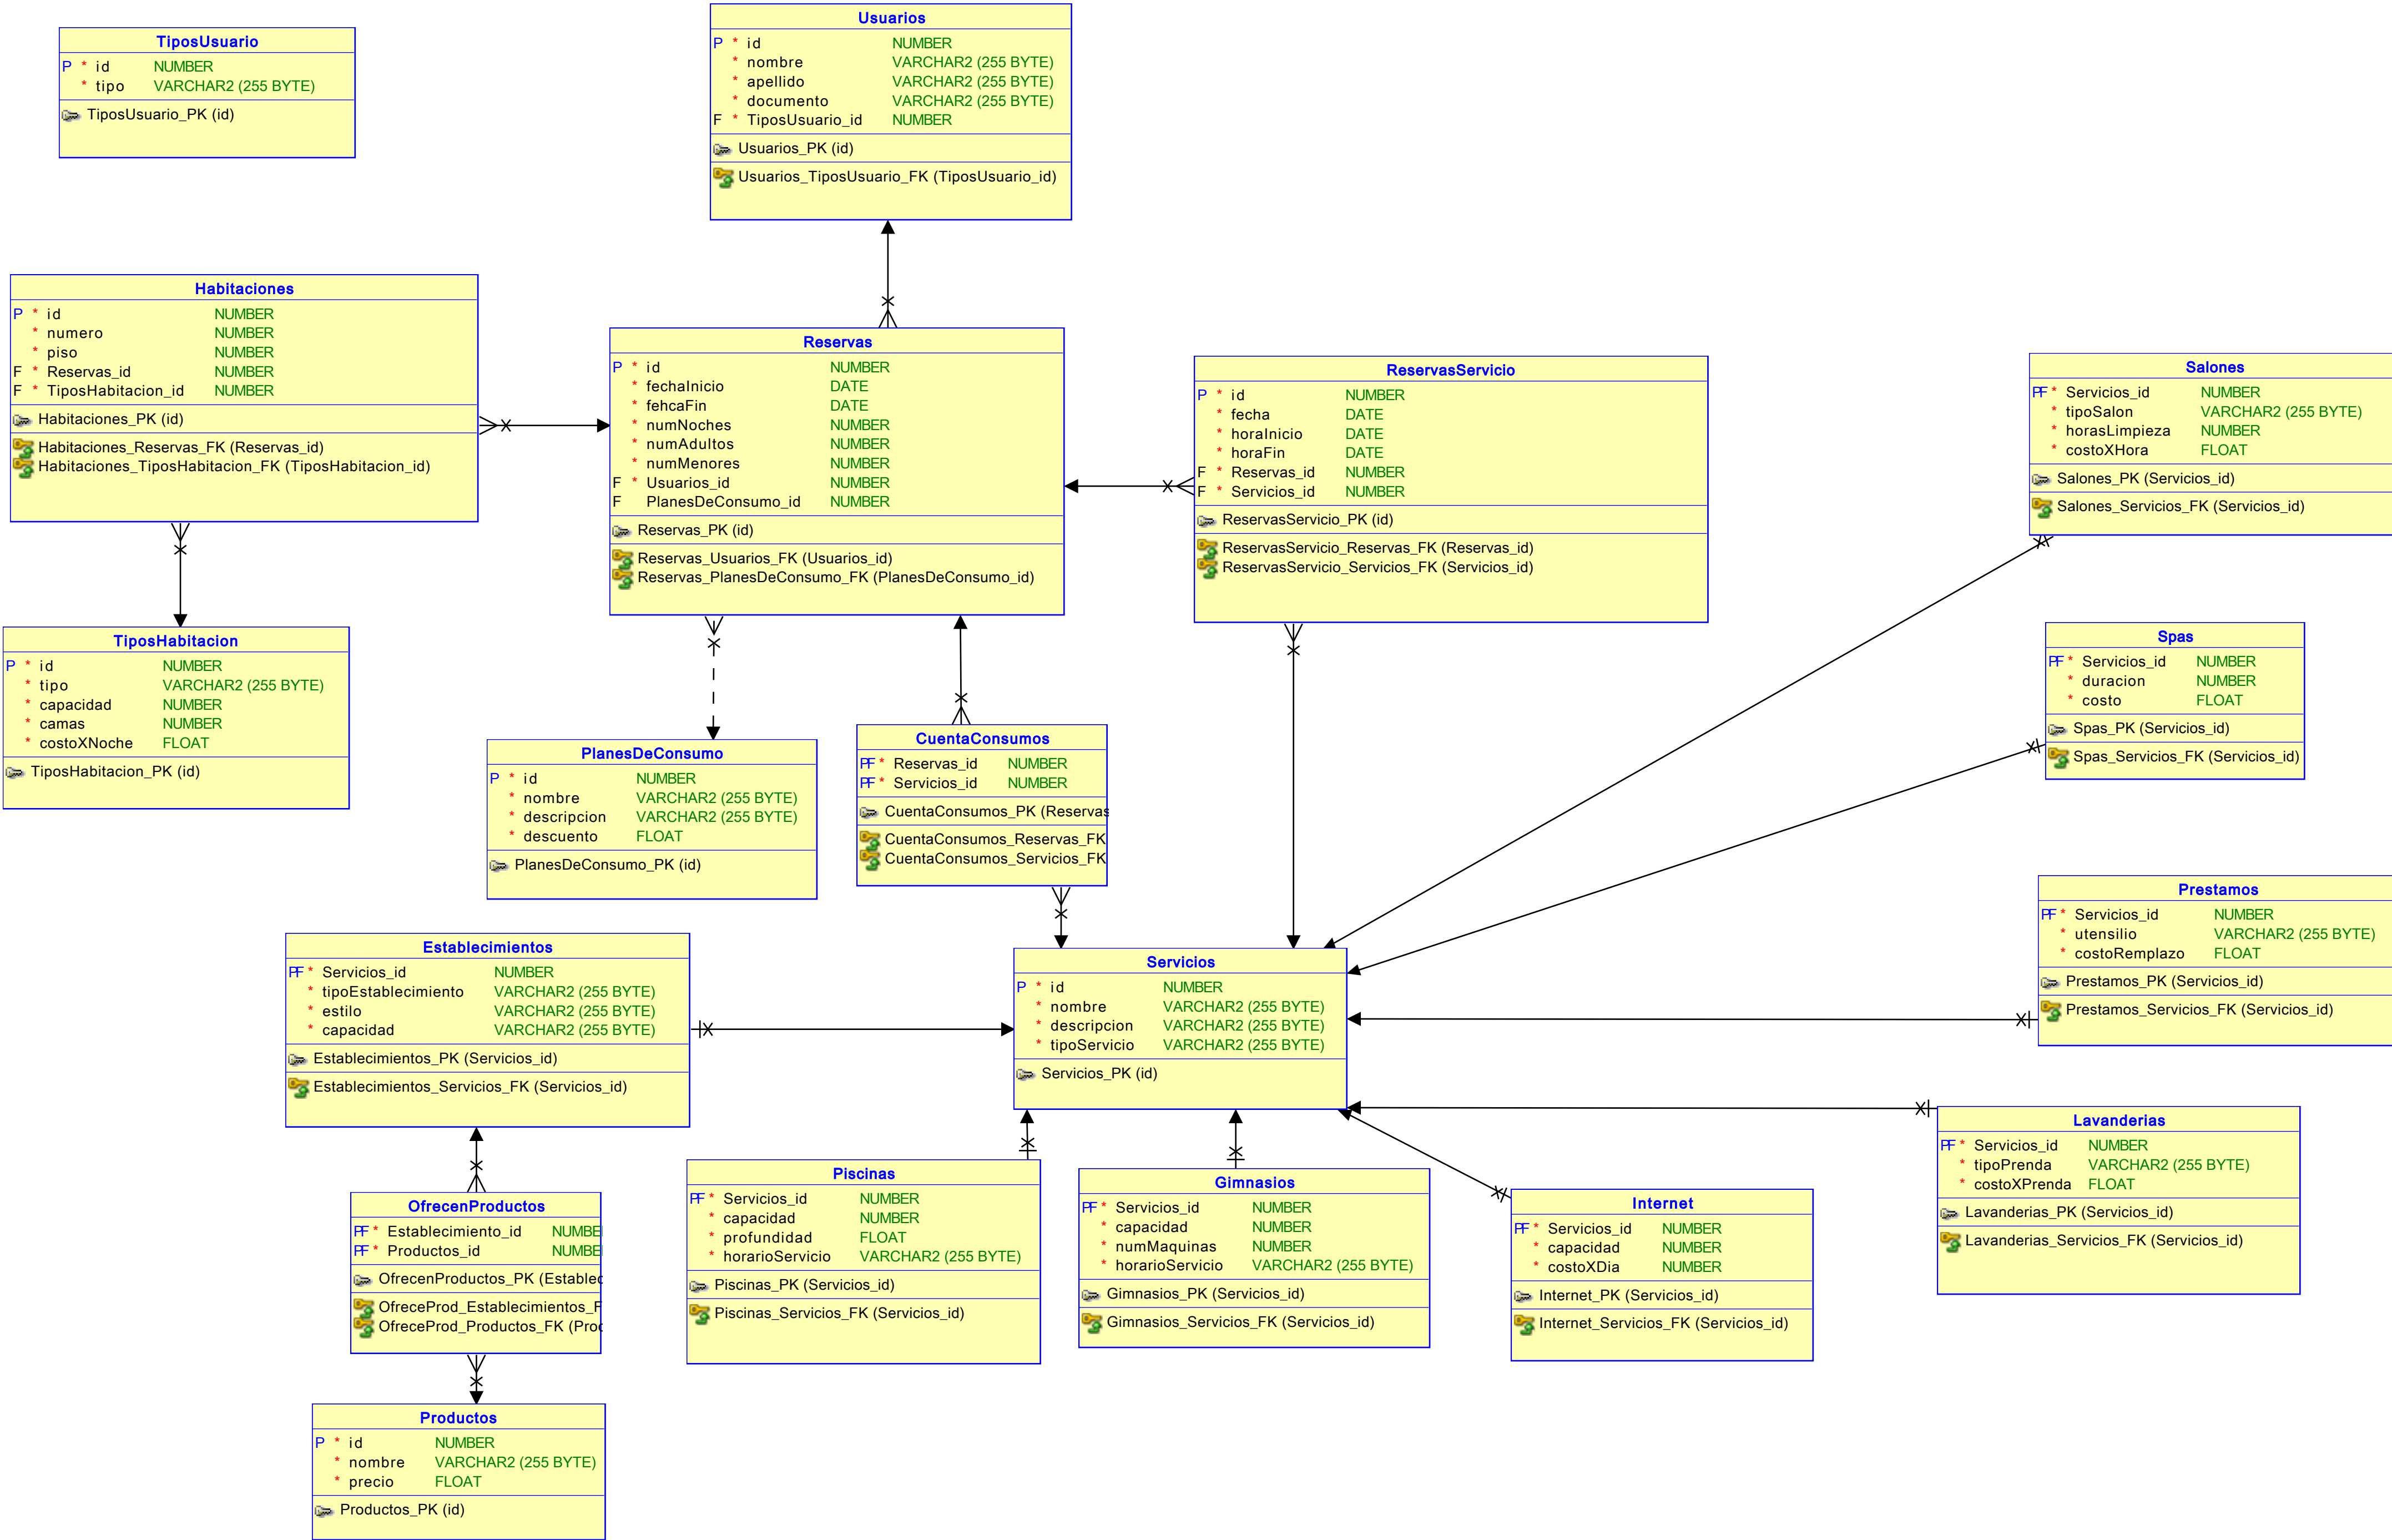 TiposUsuario
P * id NUMBER
* tipo VARCHAR2 (255 BYTE)
TiposUsuario_PK (id)
Usuarios
P * id NUMBER
* nombre VARCHAR2 (255 BYTE)
* apellido VARCHAR2 (255 BYTE)
* documento VARCHAR2 (255 BYTE)
F * TiposUsuario_id NUMBER
Usuarios_PK (id)
Usuarios_TiposUsuario_FK (TiposUsuario_id)
Habitaciones
P * id NUMBER
* numero NUMBER
* piso NUMBER
F * Reservas_id NUMBER
F * TiposHabitacion_id NUMBER
Habitaciones_PK (id)
Habitaciones_Reservas_FK (Reservas_id)
Habitaciones_TiposHabitacion_FK (TiposHabitacion_id)
Reservas
P * id NUMBER
* fechaInicio DATE
* fehcaFin DATE
* numNoches NUMBER
* numAdultos NUMBER
* numMenores NUMBER
F * Usuarios_id NUMBER
F PlanesDeConsumo_id NUMBER
Reservas_PK (id)
Reservas_Usuarios_FK (Usuarios_id)
Reservas_PlanesDeConsumo_FK (PlanesDeConsumo_id)
ReservasServicio
P * id NUMBER
* fecha DATE
* horaInicio DATE
* horaFin DATE
F * Reservas_id NUMBER
F * Servicios_id NUMBER
ReservasServicio_PK (id)
ReservasServicio_Reservas_FK (Reservas_id)
ReservasServicio_Servicios_FK (Servicios_id)
Salones
PF * Servicios_id NUMBER
* tipoSalon VARCHAR2 (255 BYTE)
* horasLimpieza NUMBER
* costoXHora FLOAT
Salones_PK (Servicios_id)
Salones_Servicios_FK (Servicios_id)
TiposHabitacion
P * id NUMBER
* tipo VARCHAR2 (255 BYTE)
* capacidad NUMBER
* camas NUMBER
* costoXNoche FLOAT
TiposHabitacion_PK (id)
Spas
PF * Servicios_id NUMBER
* duracion NUMBER
* costo FLOAT
Spas_PK (Servicios_id)
Spas_Servicios_FK (Servicios_id)
PlanesDeConsumo
P * id NUMBER
* nombre VARCHAR2 (255 BYTE)
* descripcion VARCHAR2 (255 BYTE)
* descuento FLOAT
PlanesDeConsumo_PK (id)
CuentaConsumos
PF * Reservas_id NUMBER
PF * Servicios_id NUMBER
CuentaConsumos_PK (Reservas
CuentaConsumos_Reservas_FK
CuentaConsumos_Servicios_FK
Prestamos
PF * Servicios_id NUMBER
* utensilio VARCHAR2 (255 BYTE)
* costoRemplazo FLOAT
Prestamos_PK (Servicios_id)
Prestamos_Servicios_FK (Servicios_id)
Establecimientos
PF * Servicios_id NUMBER
* tipoEstablecimiento VARCHAR2 (255 BYTE)
* estilo VARCHAR2 (255 BYTE)
* capacidad VARCHAR2 (255 BYTE)
Establecimientos_PK (Servicios_id)
Establecimientos_Servicios_FK (Servicios_id)
Servicios
P * id NUMBER
* nombre VARCHAR2 (255 BYTE)
* descripcion VARCHAR2 (255 BYTE)
* tipoServicio VARCHAR2 (255 BYTE)
Servicios_PK (id)
Lavanderias
PF * Servicios_id NUMBER
* tipoPrenda VARCHAR2 (255 BYTE)
* costoXPrenda FLOAT
Lavanderias_PK (Servicios_id)
Lavanderias_Servicios_FK (Servicios_id)
Piscinas
PF * Servicios_id NUMBER
* capacidad NUMBER
* profundidad FLOAT
* horarioServicio VARCHAR2 (255 BYTE)
Piscinas_PK (Servicios_id)
Piscinas_Servicios_FK (Servicios_id)
Gimnasios
PF * Servicios_id NUMBER
* capacidad NUMBER
* numMaquinas NUMBER
* horarioServicio VARCHAR2 (255 BYTE)
Gimnasios_PK (Servicios_id)
Gimnasios_Servicios_FK (Servicios_id)
Internet
PF * Servicios_id NUMBER
* capacidad NUMBER
* costoXDia NUMBER
Internet_PK (Servicios_id)
Internet_Servicios_FK (Servicios_id)
OfrecenProductos
PF * Establecimiento_id NUMBE
PF * Productos_id NUMBE
OfrecenProductos_PK (Establec
OfreceProd_Establecimientos_F
OfreceProd_Productos_FK (Proc
Productos
P * id NUMBER
* nombre VARCHAR2 (255 BYTE)
* precio FLOAT
Productos_PK (id)